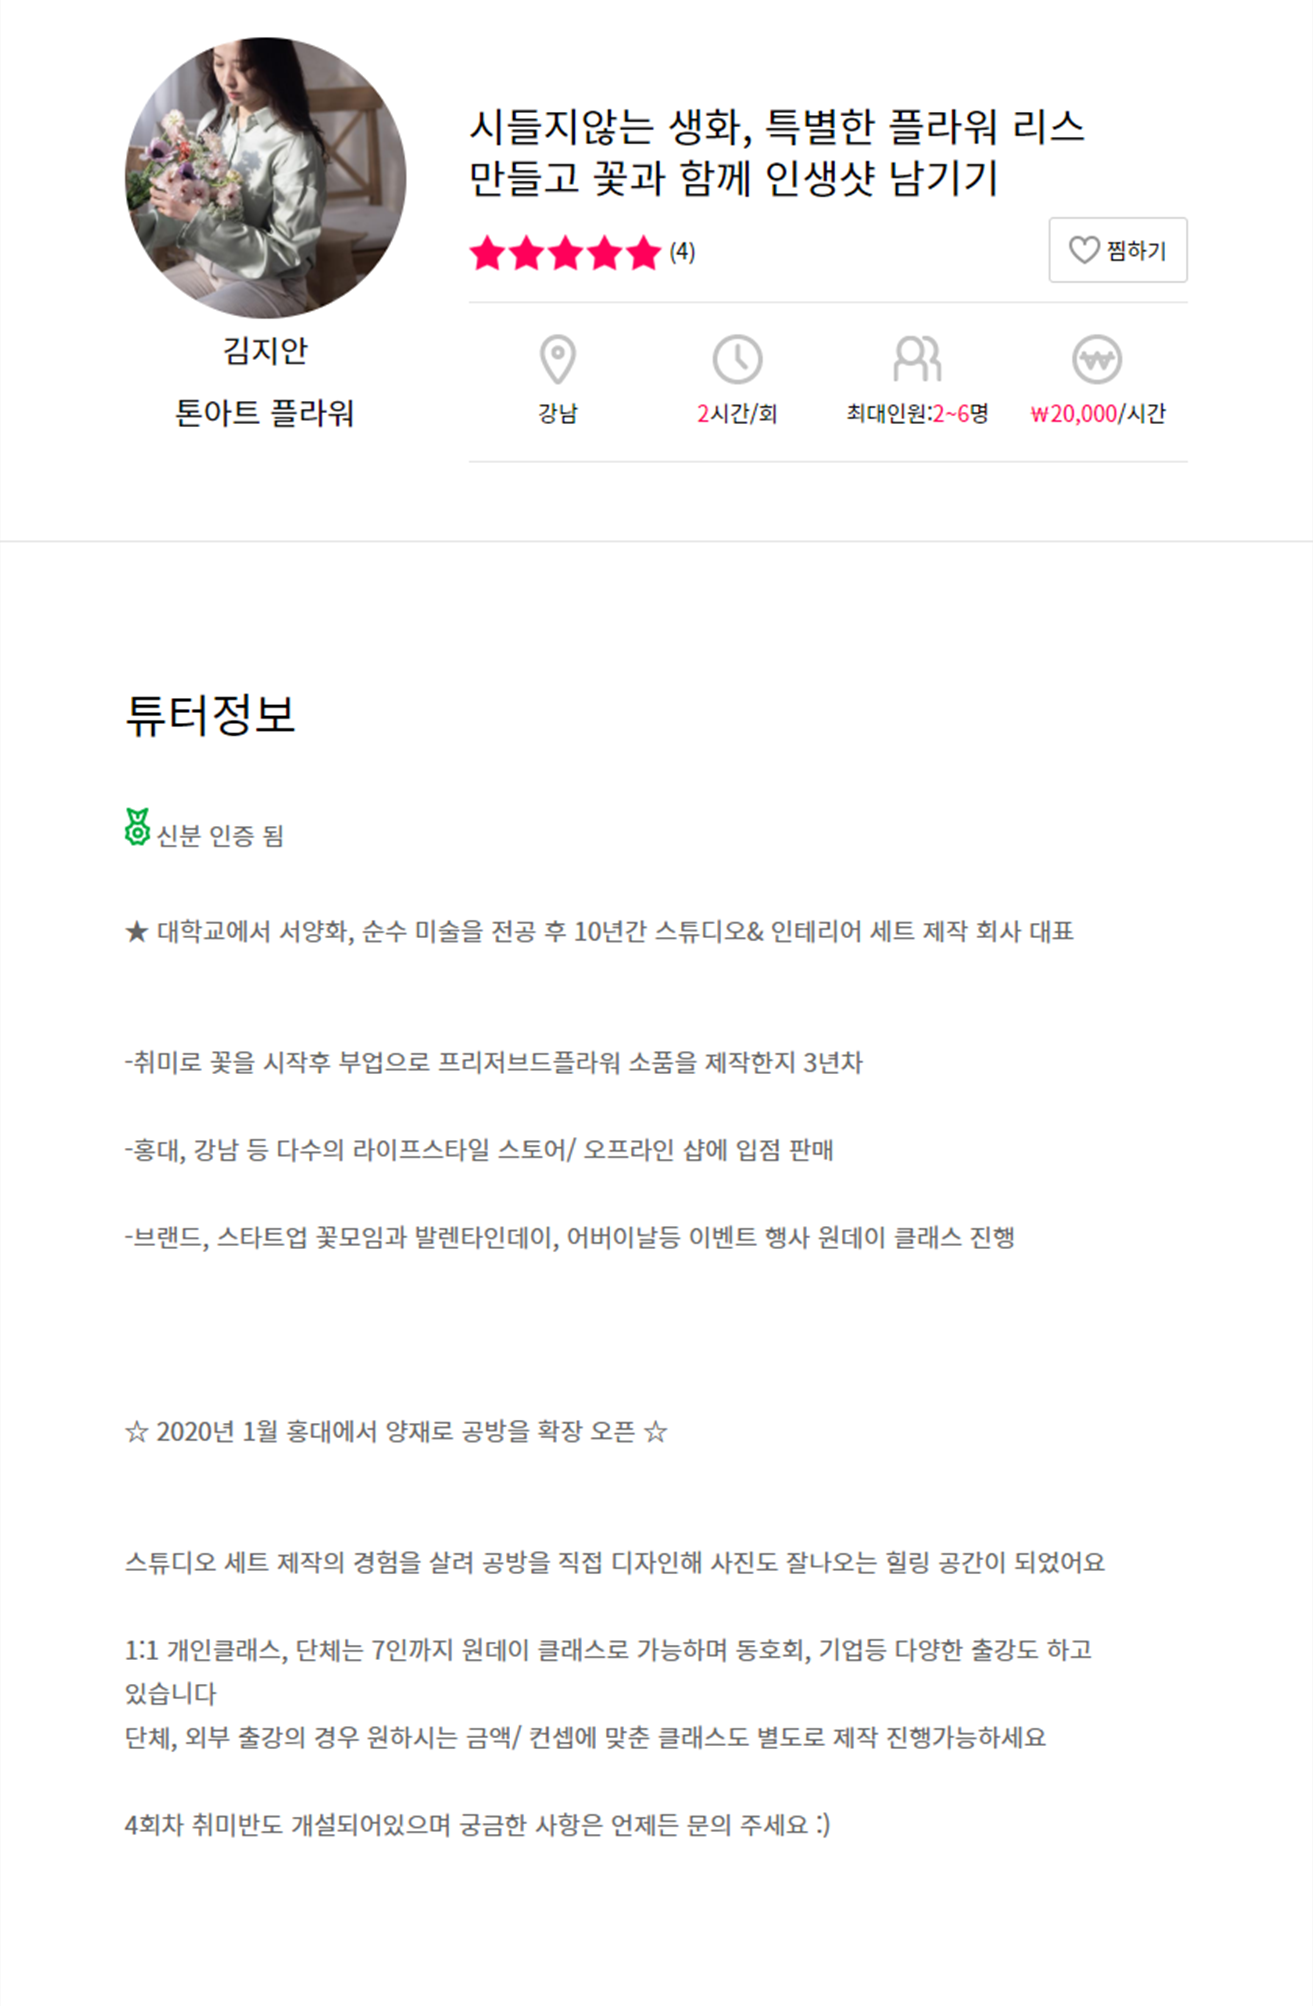 시들지않는 생화, 특별한 플라워 리스
만들고 꽃과 함께 인생샷 남기기
(4)
찜하기
김지안
톤아트 플라워
강남
2시간/회
최대인원:2~6명
₩20,000/시간
튜터정보
신분 인증 됨
★ 대학교에서 서양화, 순수 미술을 전공 후 10년간 스튜디오& 인테리어 세트 제작 회사 대표
-취미로 꽃을 시작후 부업으로 프리저브드플라워 소품을 제작한지 3년차
-홍대, 강남 등 다수의 라이프스타일 스토어/ 오프라인 샵에 입점 판매
-브랜드, 스타트업 꽃모임과 발렌타인데이, 어버이날등 이벤트 행사 원데이 클래스 진행
☆ 2020년 1월 홍대에서 양재로 공방을 확장 오픈 ☆
스튜디오 세트 제작의 경험을 살려 공방을 직접 디자인해 사진도 잘나오는 힐링 공간이 되었어요
1:1 개인클래스, 단체는 7인까지 원데이 클래스로 가능하며 동호회, 기업등 다양한 출강도 하고
있습니다
단체, 외부 출강의 경우 원하시는 금액/ 컨셉에 맞춘 클래스도 별도로 제작 진행가능하세요
4회차 취미반도 개설되어있으며 궁금한 사항은 언제든 문의 주세요 :)